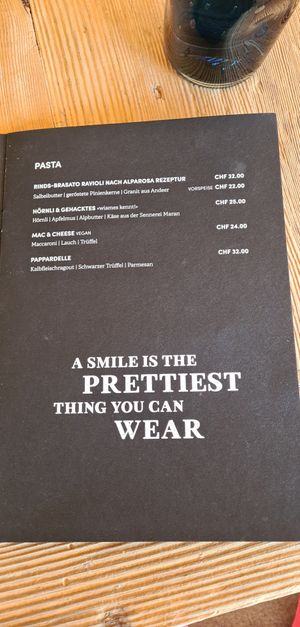 PASTA
RINDS-BRASATO RAVIOLI NACH ALPAROSA REZEPTUR CHF 32.00
Salbeibutter | geröstete Pinienkerne | Granit aus Andeer VORSPEISE CHF 22.00
HÖRNLI & GEHACKTES «wiames kennt!» CHF 25.00
Hörnli | Apfelmus | Alpbutter | Käse aus der Sennerei Maran
MAC & CHEESE VEGAN CHF 24.00
Maccaroni | Lauch | Trüffel
PAPPARDELLE CHF 32.00
Kalbfleischragout | Schwarzer Trüffel | Parmesan
A SMILE IS THE
PRETTIEST
THING YOU CAN
WEAR